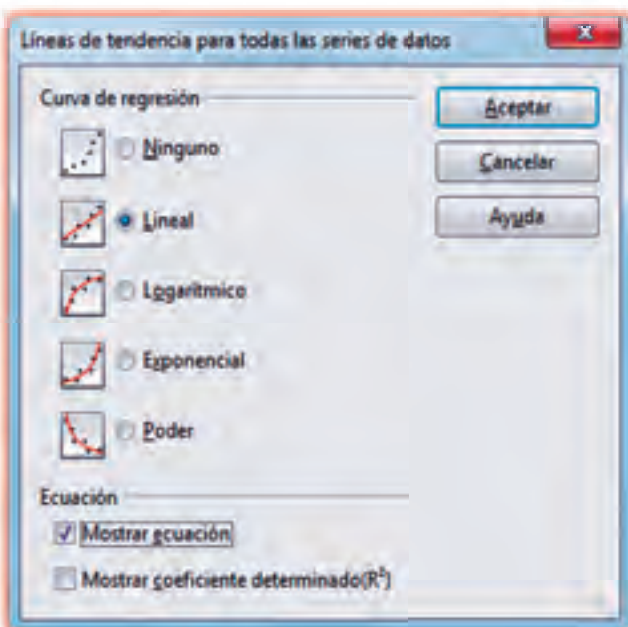 Líneas de tendencia para todas las series de datos
Curva de regresión
Aceptar
Ninguno
Cancelar
Lineal
Ayuda
Logarítmico
Exponencial
Poder
Ecuación
Mostrar ecuación
Mostrar coeficiente determinado(R²)